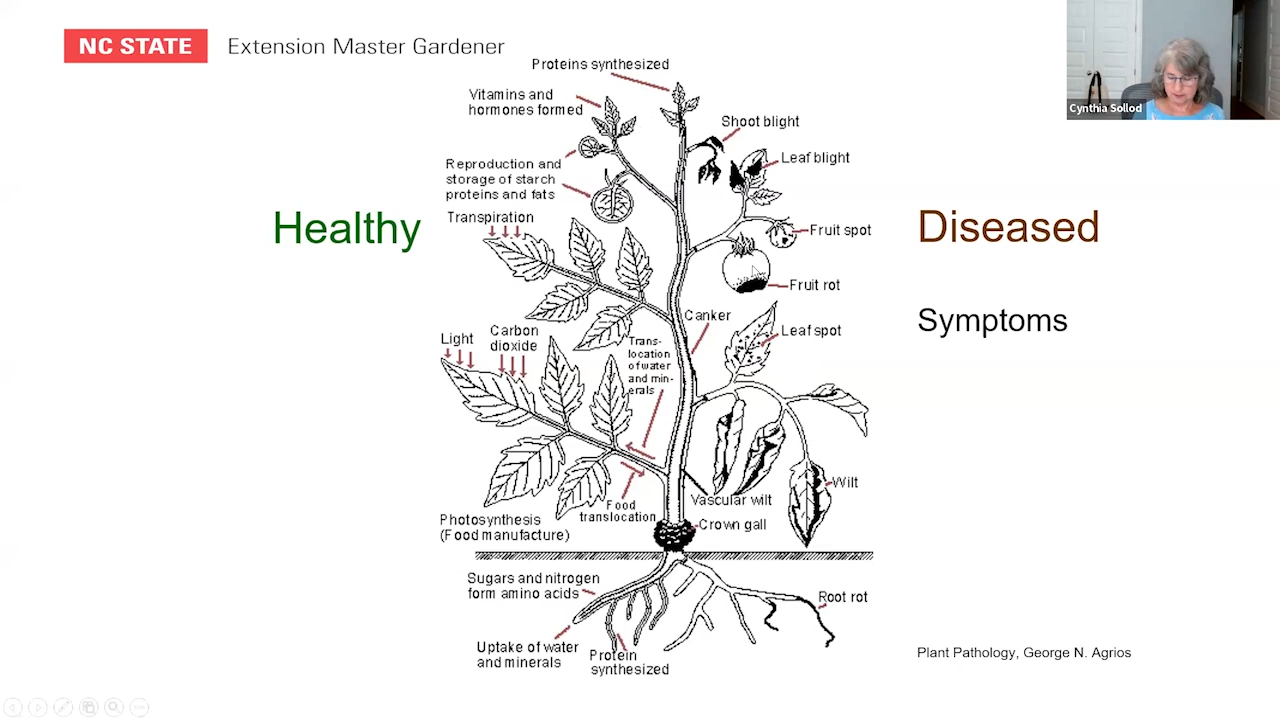 NC STATE Extension Master Gardener
Cynthia Sollod
Healthy
Diseased
Symptoms
Proteins synthesized
Vitamins and
hormones formed
Reproduction and
storage of starch
proteins and fats
Transpiration
Light
Carbon
dioxide
Trans-
location
of water
and min-
erals
Food
translocation
Photosynthesis
(Food manufacture)
Sugars and nitrogen
form amino acids
Uptake of water
and minerals
Protein
synthesized
Shoot blight
Leaf blight
Fruit spot
Fruit rot
Canker
Leaf spot
Vascular wilt
Wilt
Crown gall
Root rot
Plant Pathology, George N. Agrios